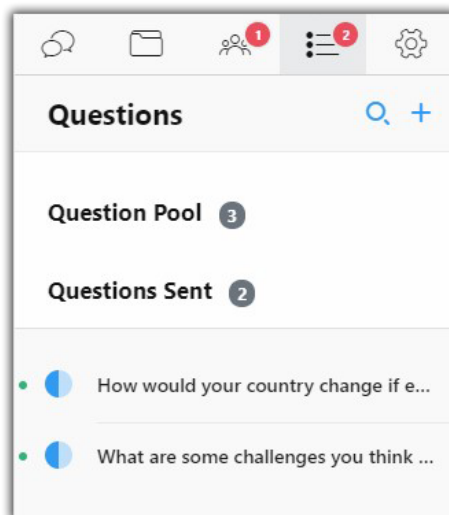 1
2
Questions
Question Pool 3
Questions Sent 2
How would your country change if e...
What are some challenges you think ...